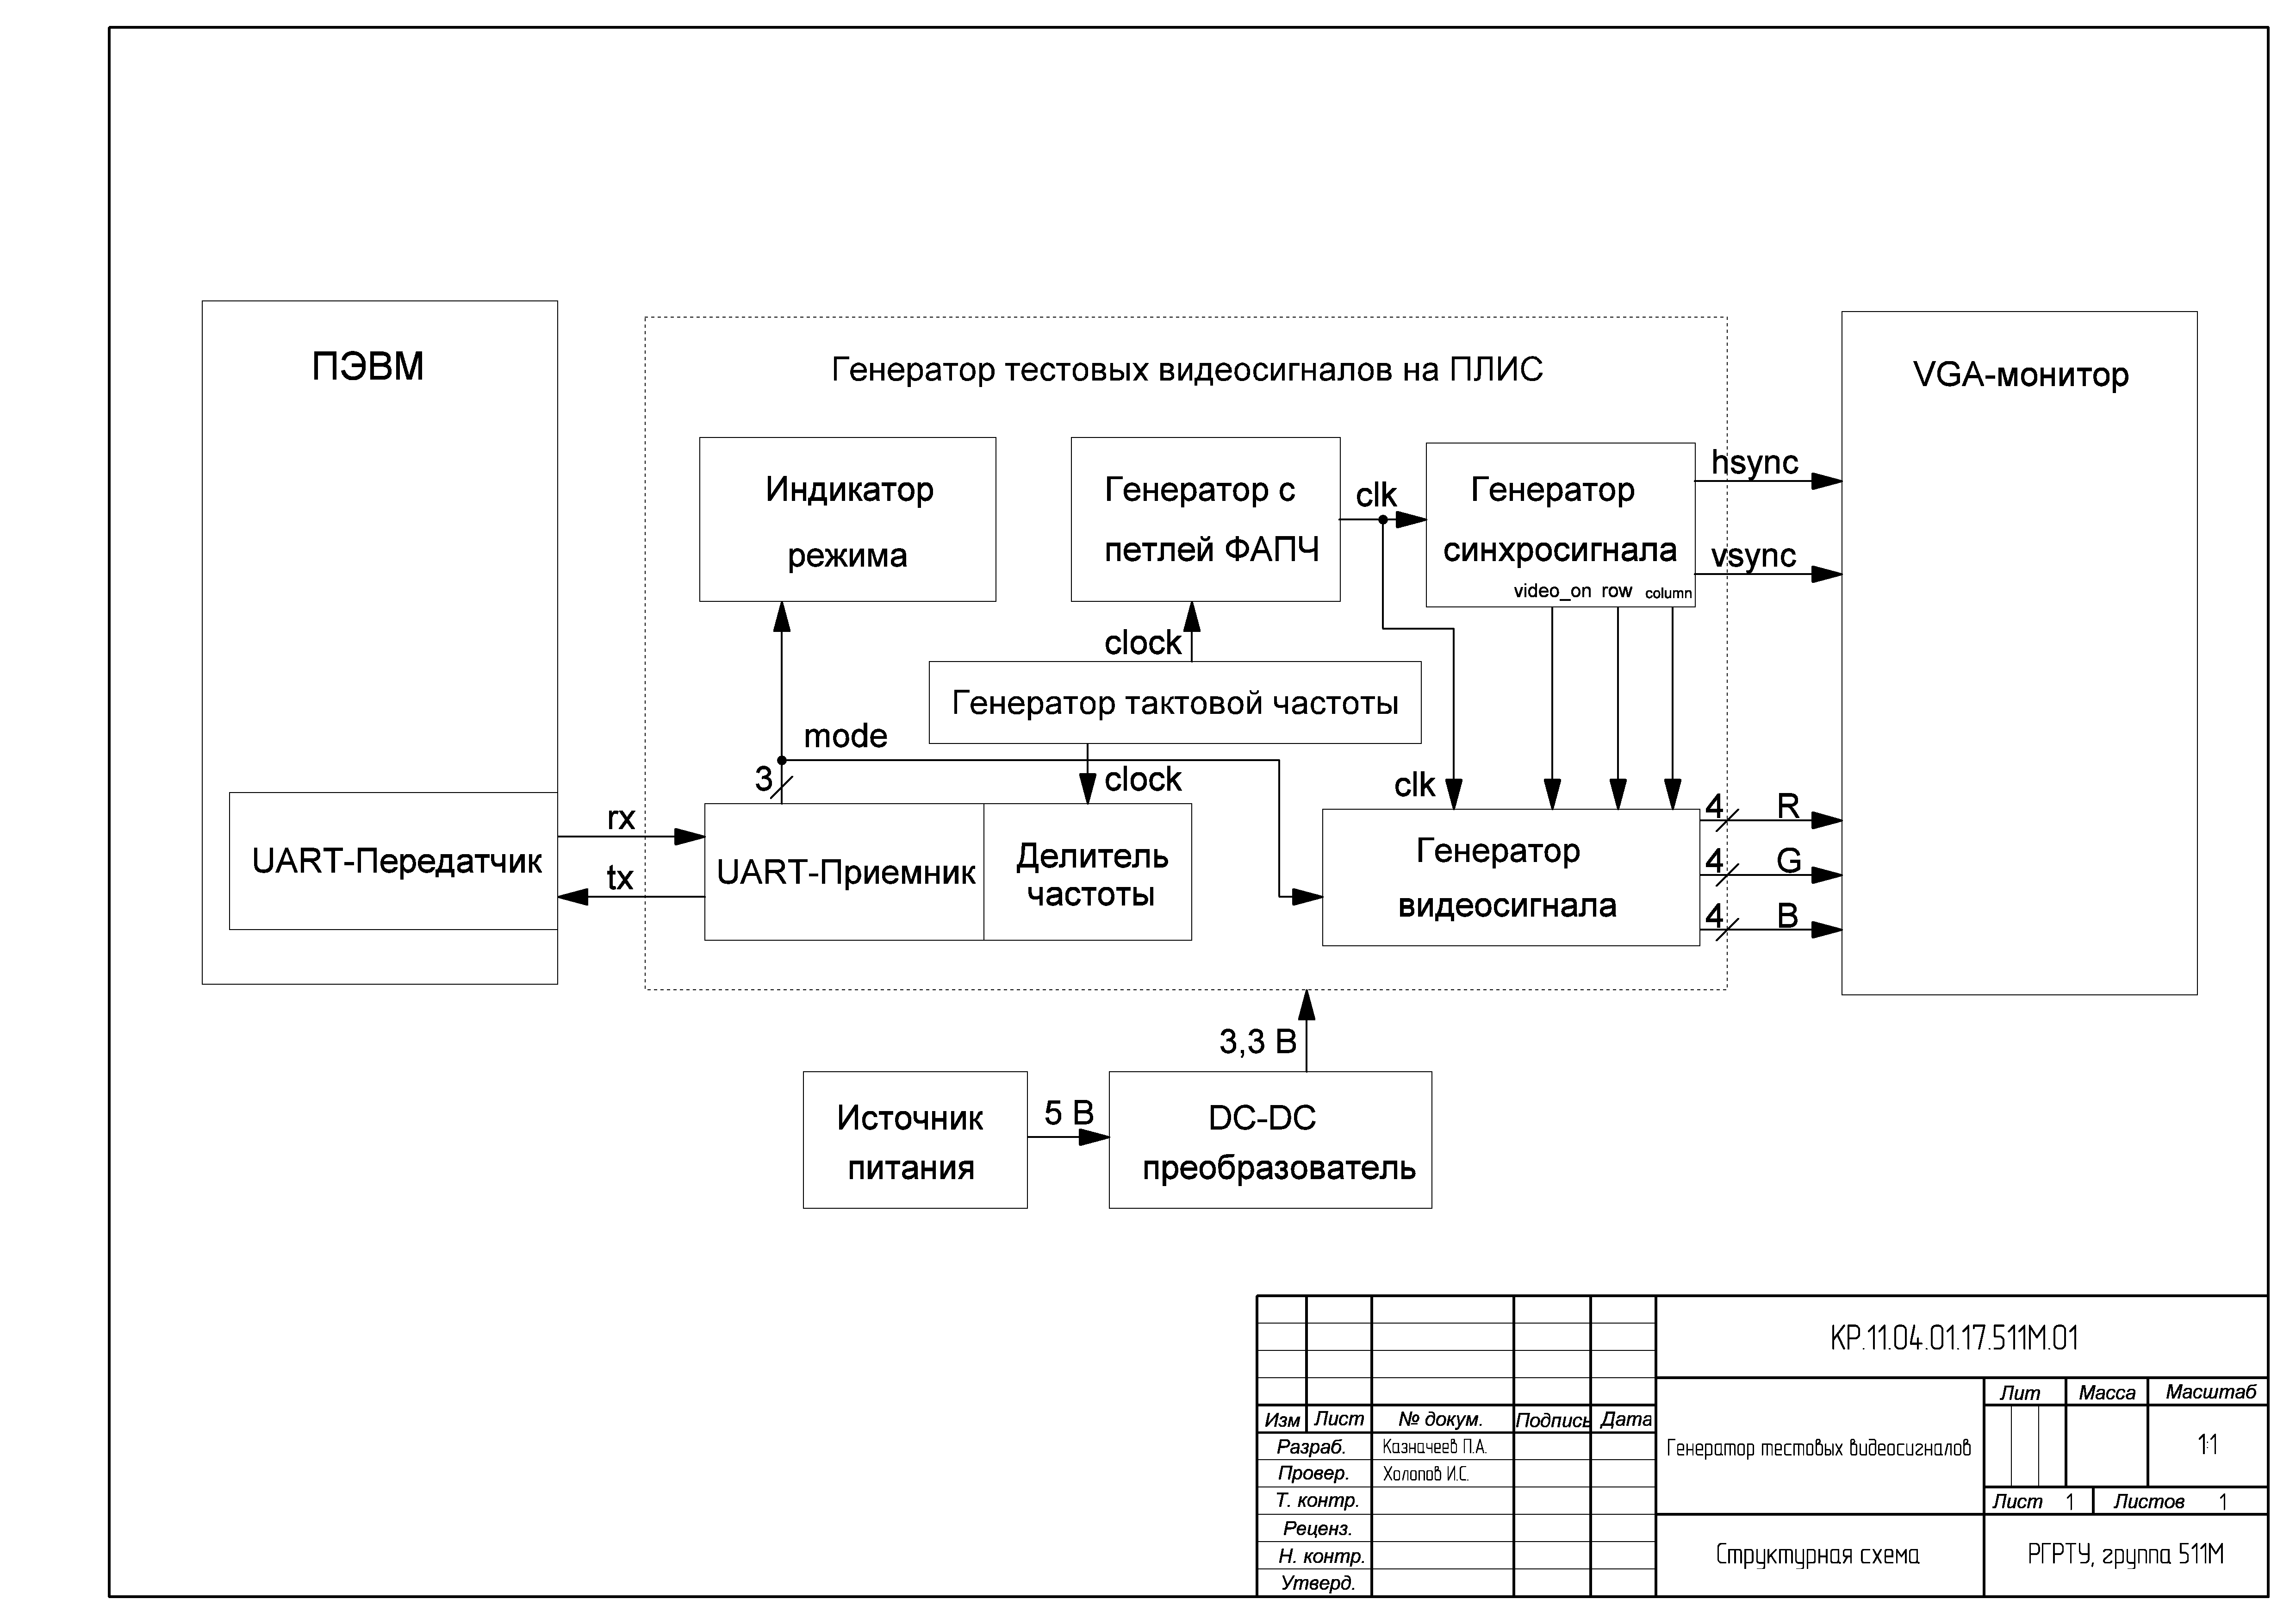 ПЭВМ
Генератор тестовых видеосигналов на ПЛИС
VGA-монитор
Индикатор
режима
Генератор с
петлей ФАПЧ
clk
Генератор
синхросигнала
video_on row column
hsync
vsync
clock
Генератор тактовой частоты
mode
3
clock
clk
UART-Передатчик
rx
tx
UART-Приемник
Делитель
частоты
Генератор
видеосигнала
4 R
4 G
4 B
3,3 В
Источник
питания
5 В
DC-DC
преобразователь
КР.11.04.01.17.511М.01
Изм Лист № докум. Подпись Дата
Разраб. Казначеев П.А.
Провер. Холопов И.С.
Т. контр.
Реценз.
Н. контр.
Утверд.
Генератор тестовых видеосигналов
Лит Масса Масштаб
1:1
Лист 1 Листов 1
Структурная схема
РГРТУ, группа 511М